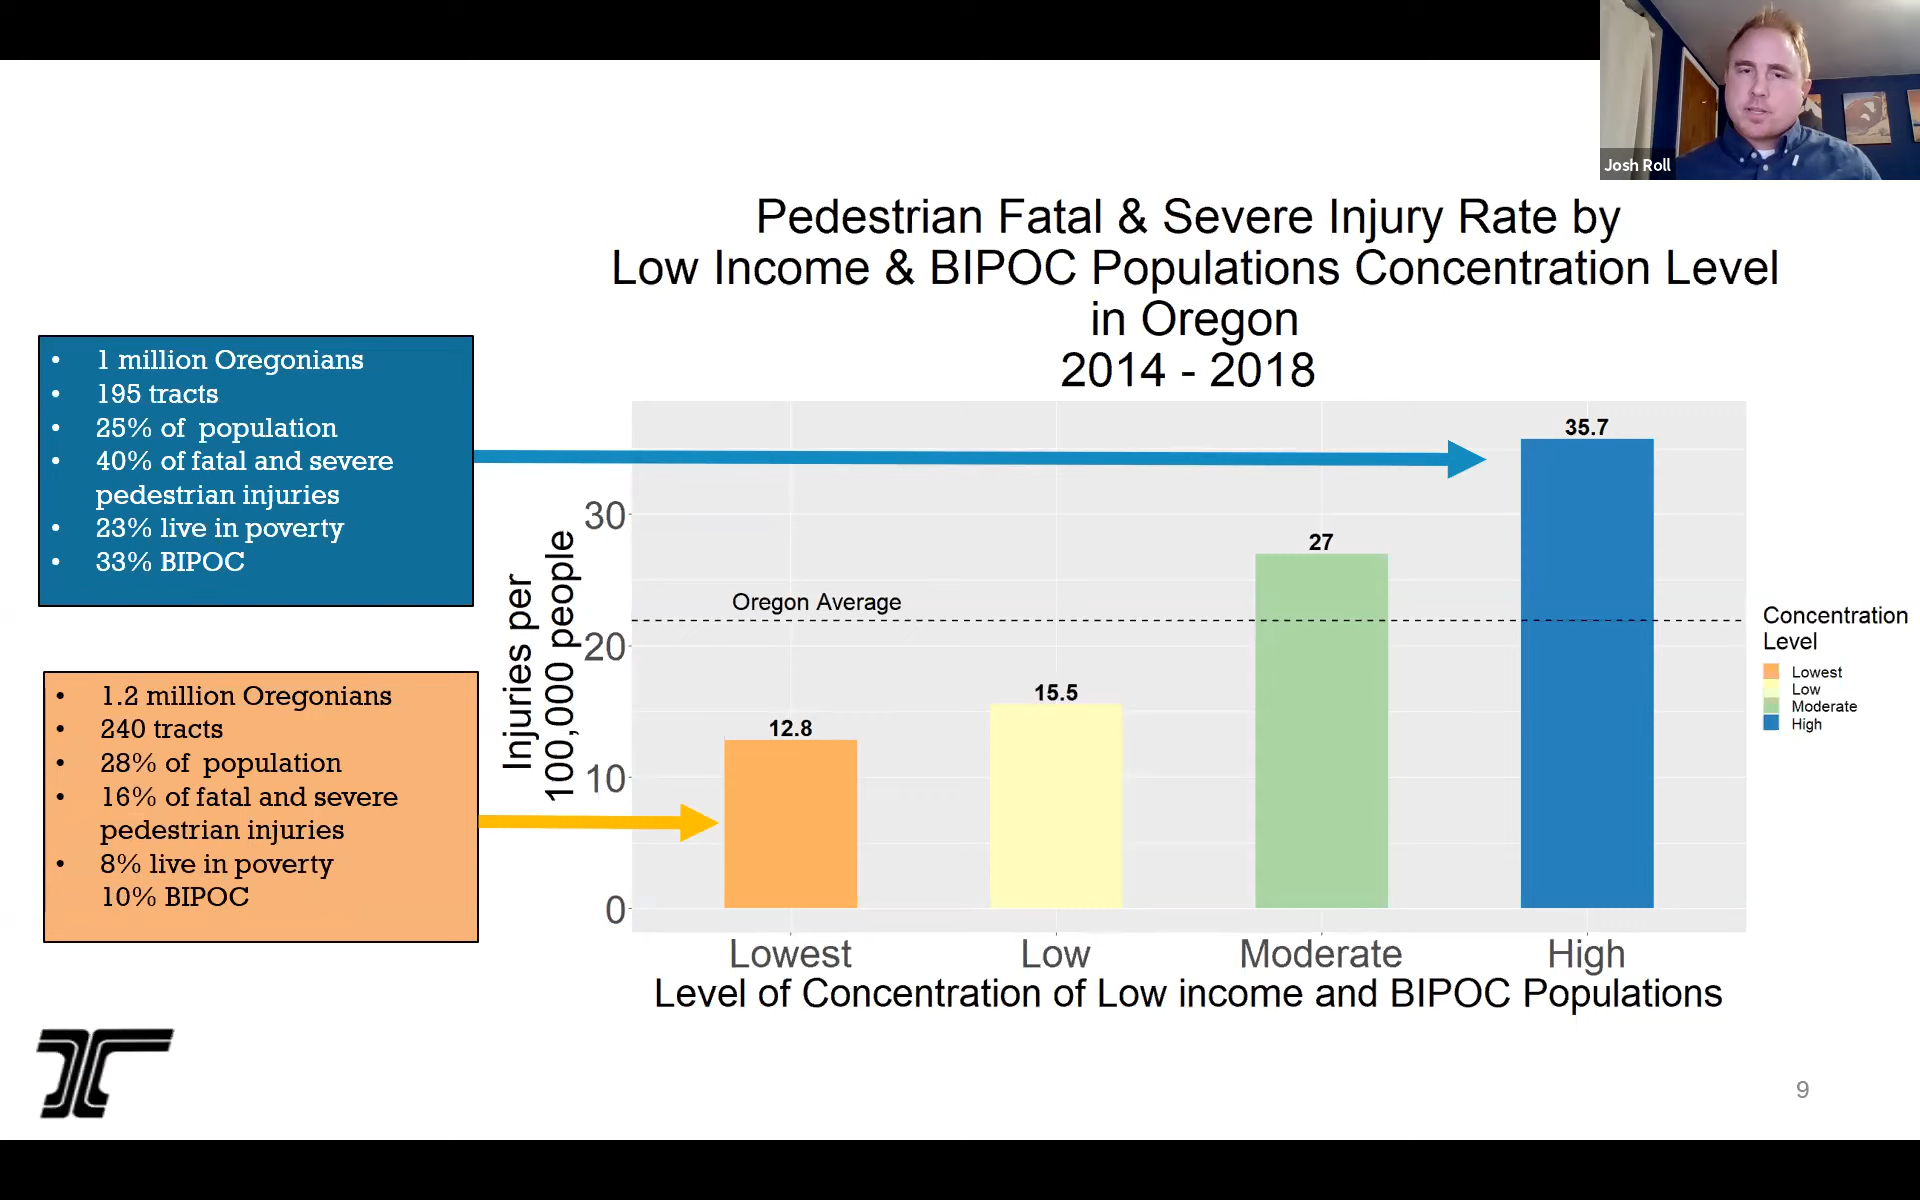 Josh Roll
Pedestrian Fatal & Severe Injury Rate by
Low Income & BIPOC Populations Concentration Level
in Oregon
2014 - 2018
• 1 million Oregonians
• 195 tracts
• 25% of population
• 40% of fatal and severe
pedestrian injuries
• 23% live in poverty
• 33% BIPOC
• 1.2 million Oregonians
• 240 tracts
• 28% of population
• 16% of fatal and severe
pedestrian injuries
• 8% live in poverty
10% BIPOC
Injuries per
100,000 people
30
20
10
0
Oregon Average
12.8
15.5
27
35.7
Lowest
Low
Moderate
High
Level of Concentration of Low income and BIPOC Populations
Concentration
Level
Lowest
Low
Moderate
High
9